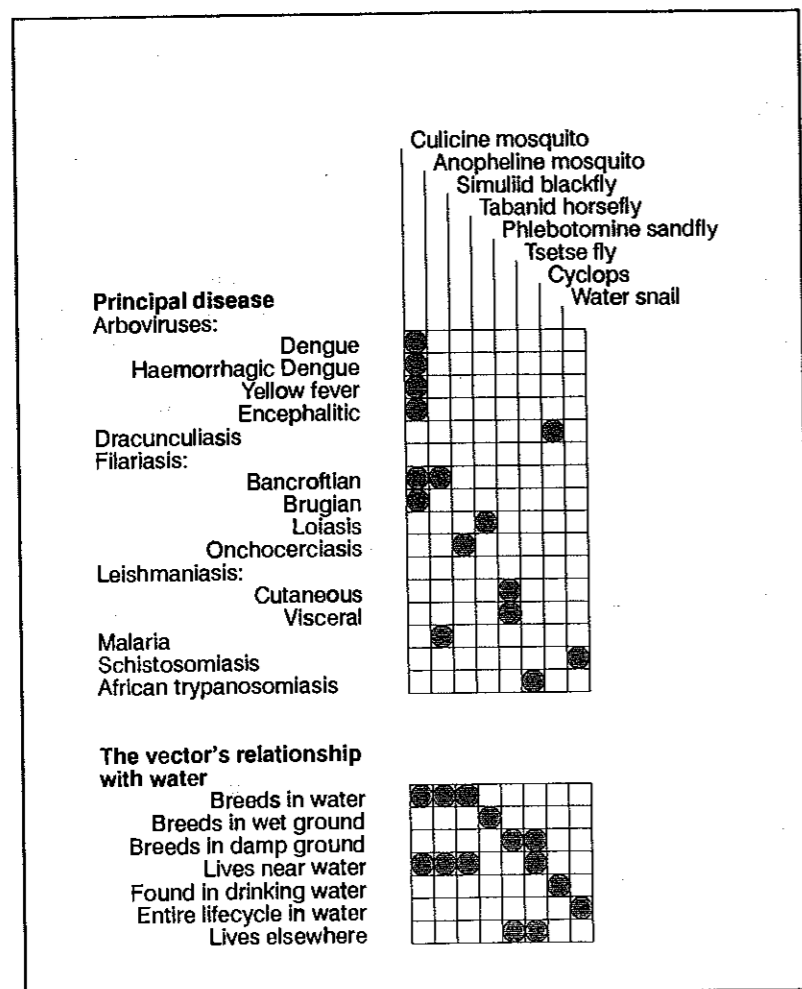 Culicine mosquito
Anopheline mosquito
Simuliid blackfly
Tabanid horsefly
Phlebotomine sandfly
Tsetse fly
Cyclops
Water snail
Principal disease
Arboviruses:
Dengue
Haemorrhagic Dengue
Yellow fever
Encephalitic
Dracunculiasis
Filariasis:
Bancroftian
Brugian
Loiasis
Onchocerciasis
Leishmaniasis:
Cutaneous
Visceral
Malaria
Schistosomiasis
African trypanosomiasis
The vector's relationship
with water
Breeds in water
Breeds in wet ground
Breeds in damp ground
Lives near water
Found in drinking water
Entire lifecycle in water
Lives elsewhere